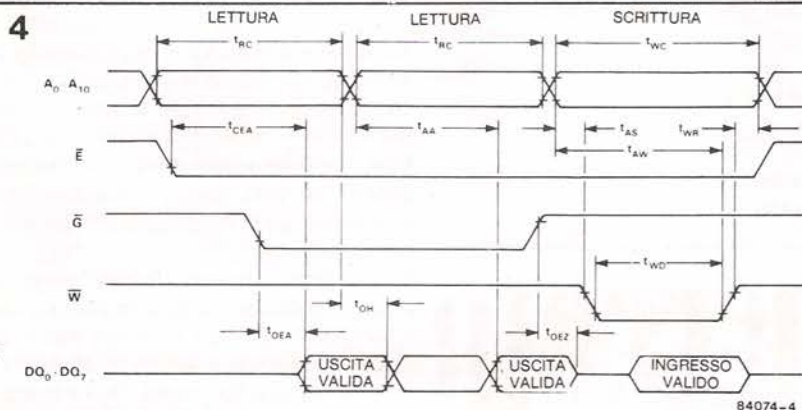 4
LETTURA LETTURA SCRITTURA
tRC tRC tWC
A0 A10
tCEA tAA tAS tWR
tAW
E̅
G̅
tWD
W̅
tOEA tOH tOEZ
DQ0 - DQ7 USCITA VALIDA USCITA VALIDA INGRESSO VALIDO
84074-4